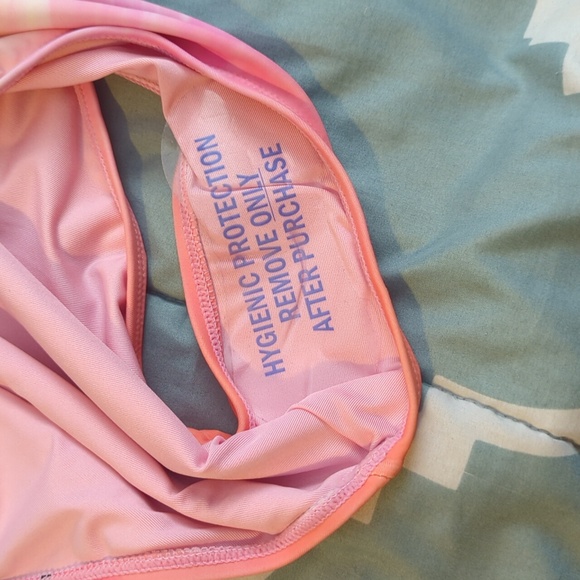 HYGIENIC PROTECTION
REMOVE ONLY
AFTER PURCHASE